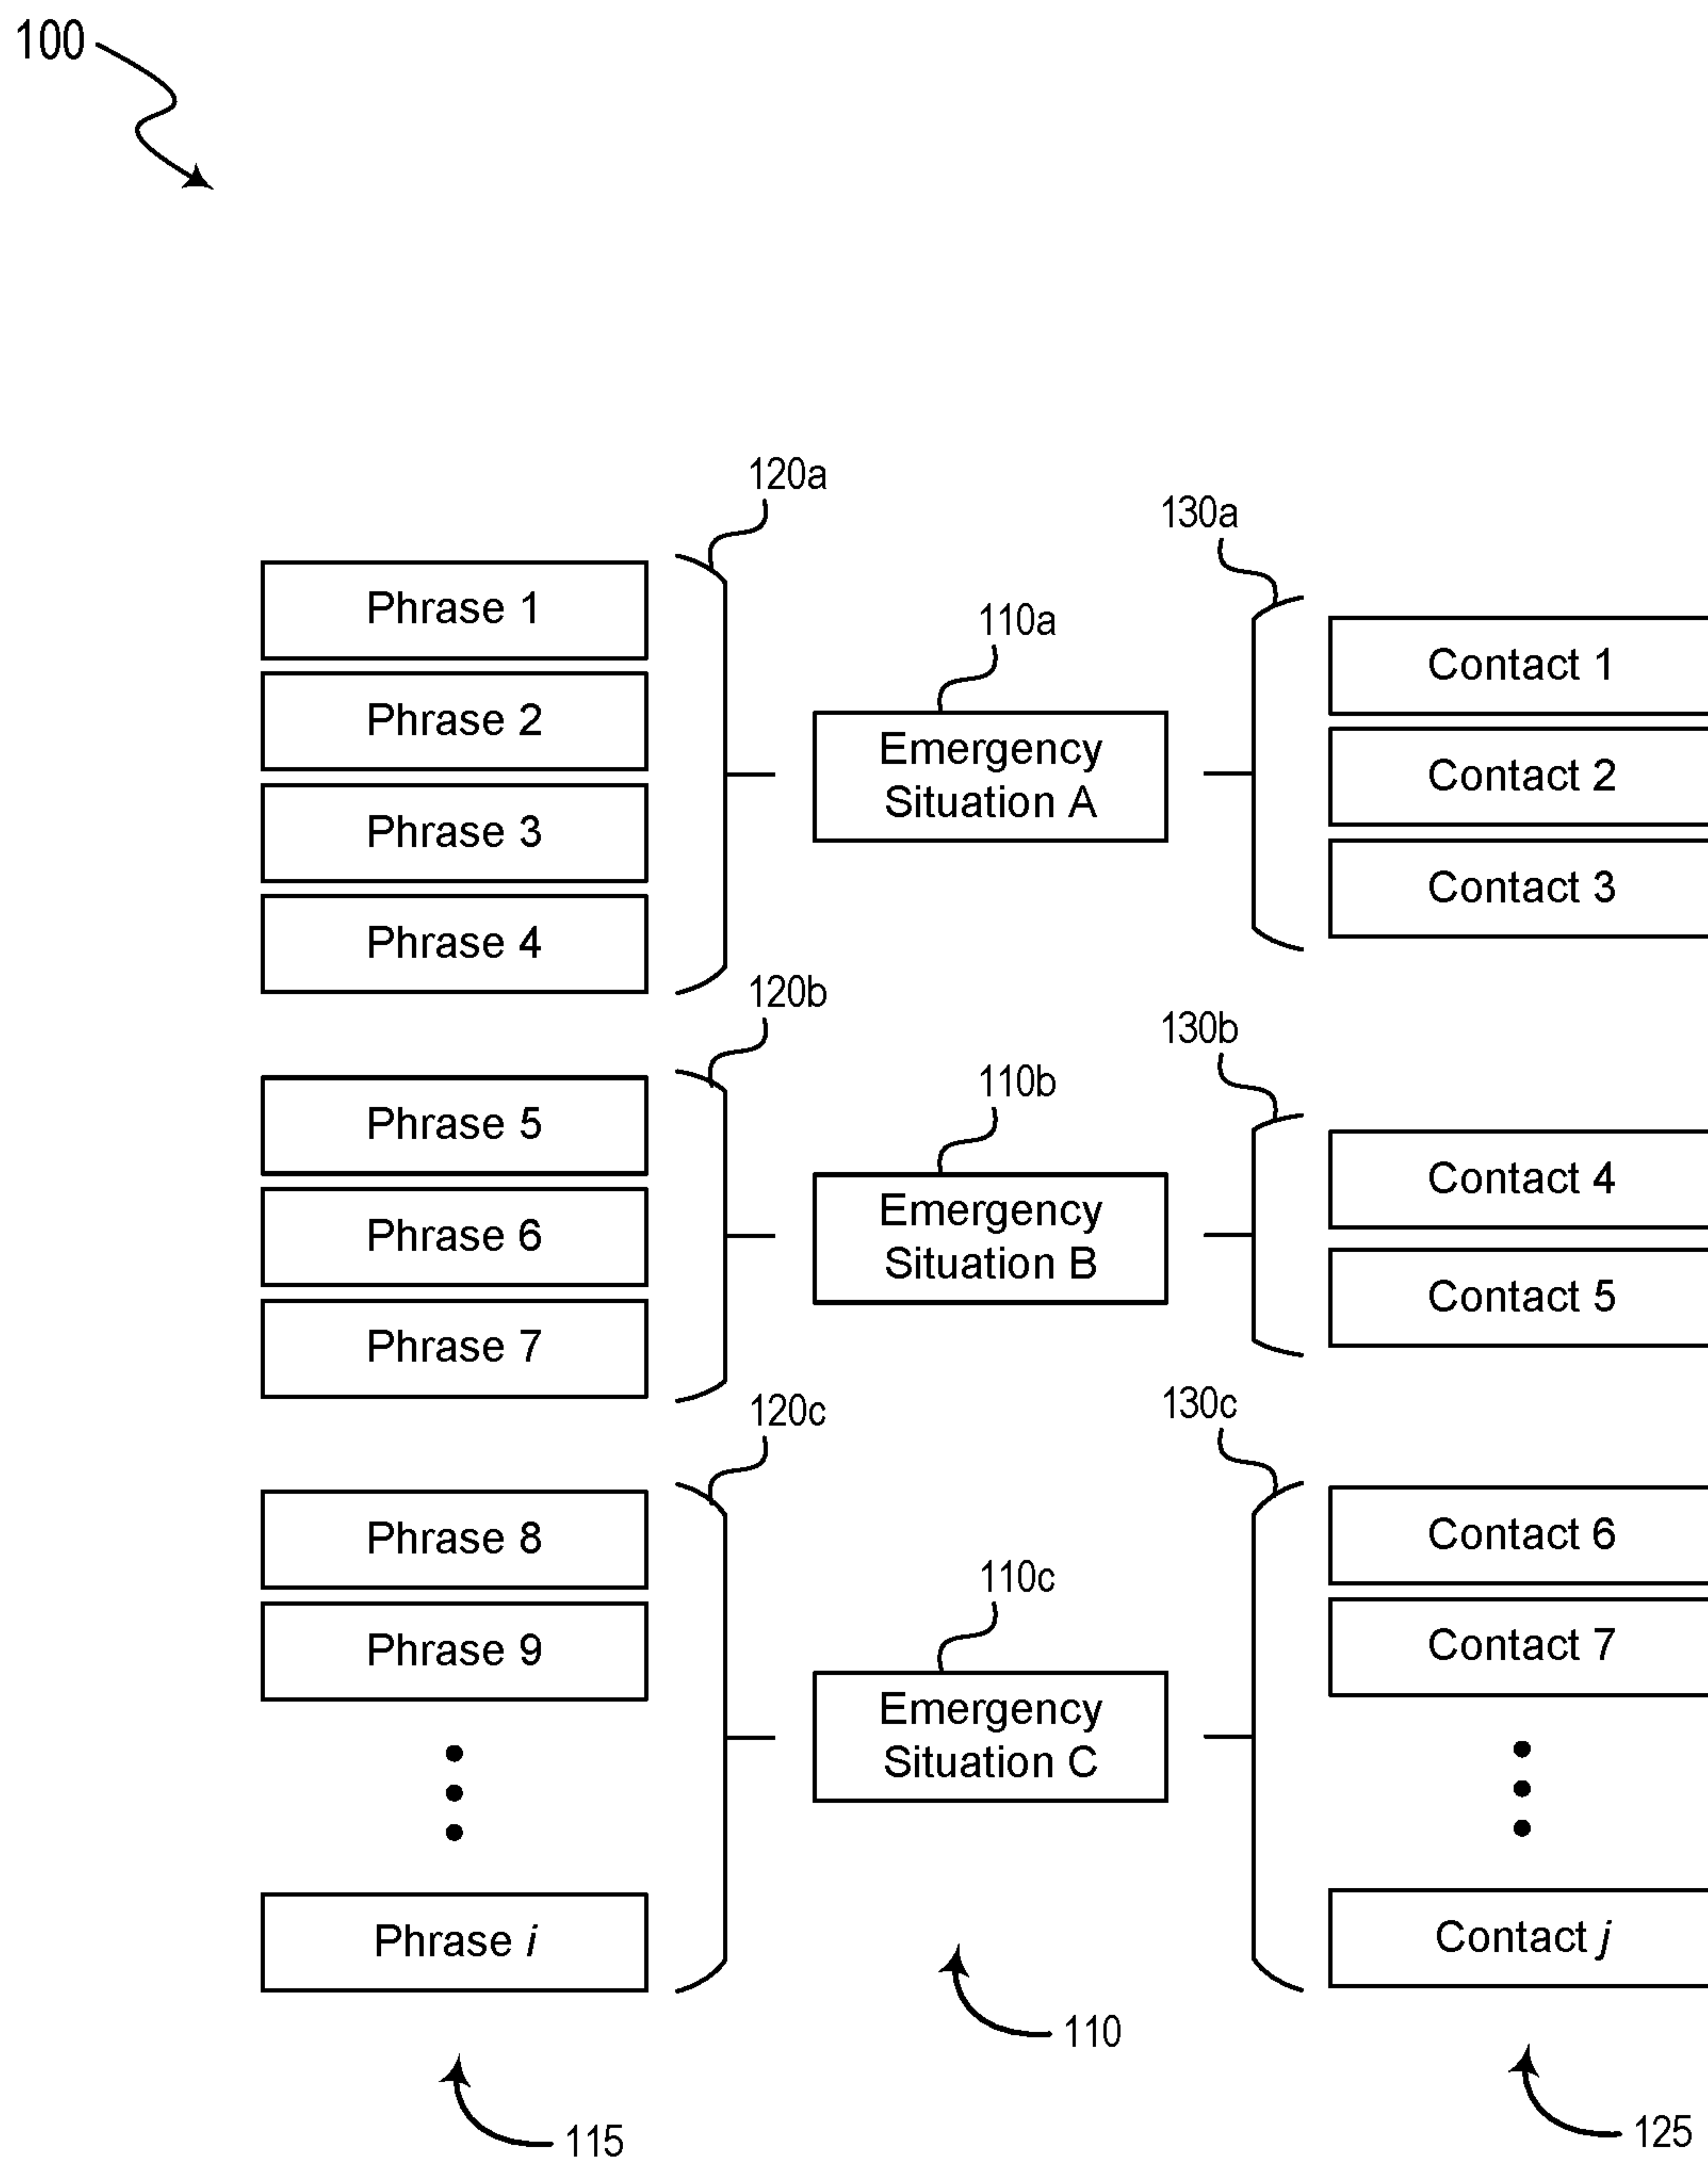 100
120a
130a
Phrase 1
110a
Contact 1
Phrase 2
Emergency
Situation A
Contact 2
Phrase 3
Contact 3
Phrase 4
120b
130b
Phrase 5
110b
Contact 4
Phrase 6
Emergency
Situation B
Contact 5
Phrase 7
120c
130c
Phrase 8
110c
Contact 6
Phrase 9
Contact 7
Emergency
Situation C
Phrase i
Contact j
110
115
125